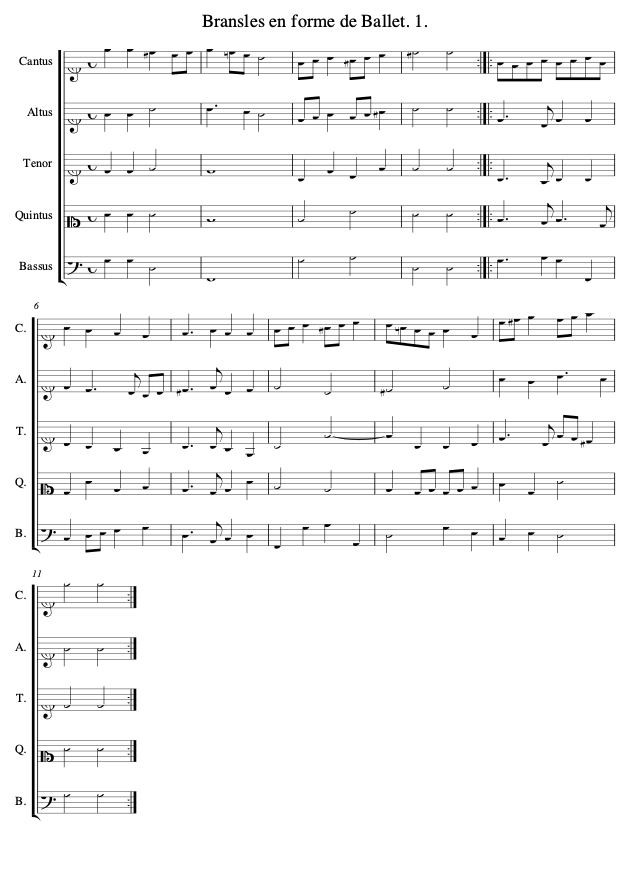 Bransles en forme de Ballet. 1.
Cantus
Altus
Tenor
Quintus
Bassus
6
C.
A.
T.
Q.
B.
11
C.
A.
T.
Q.
B.